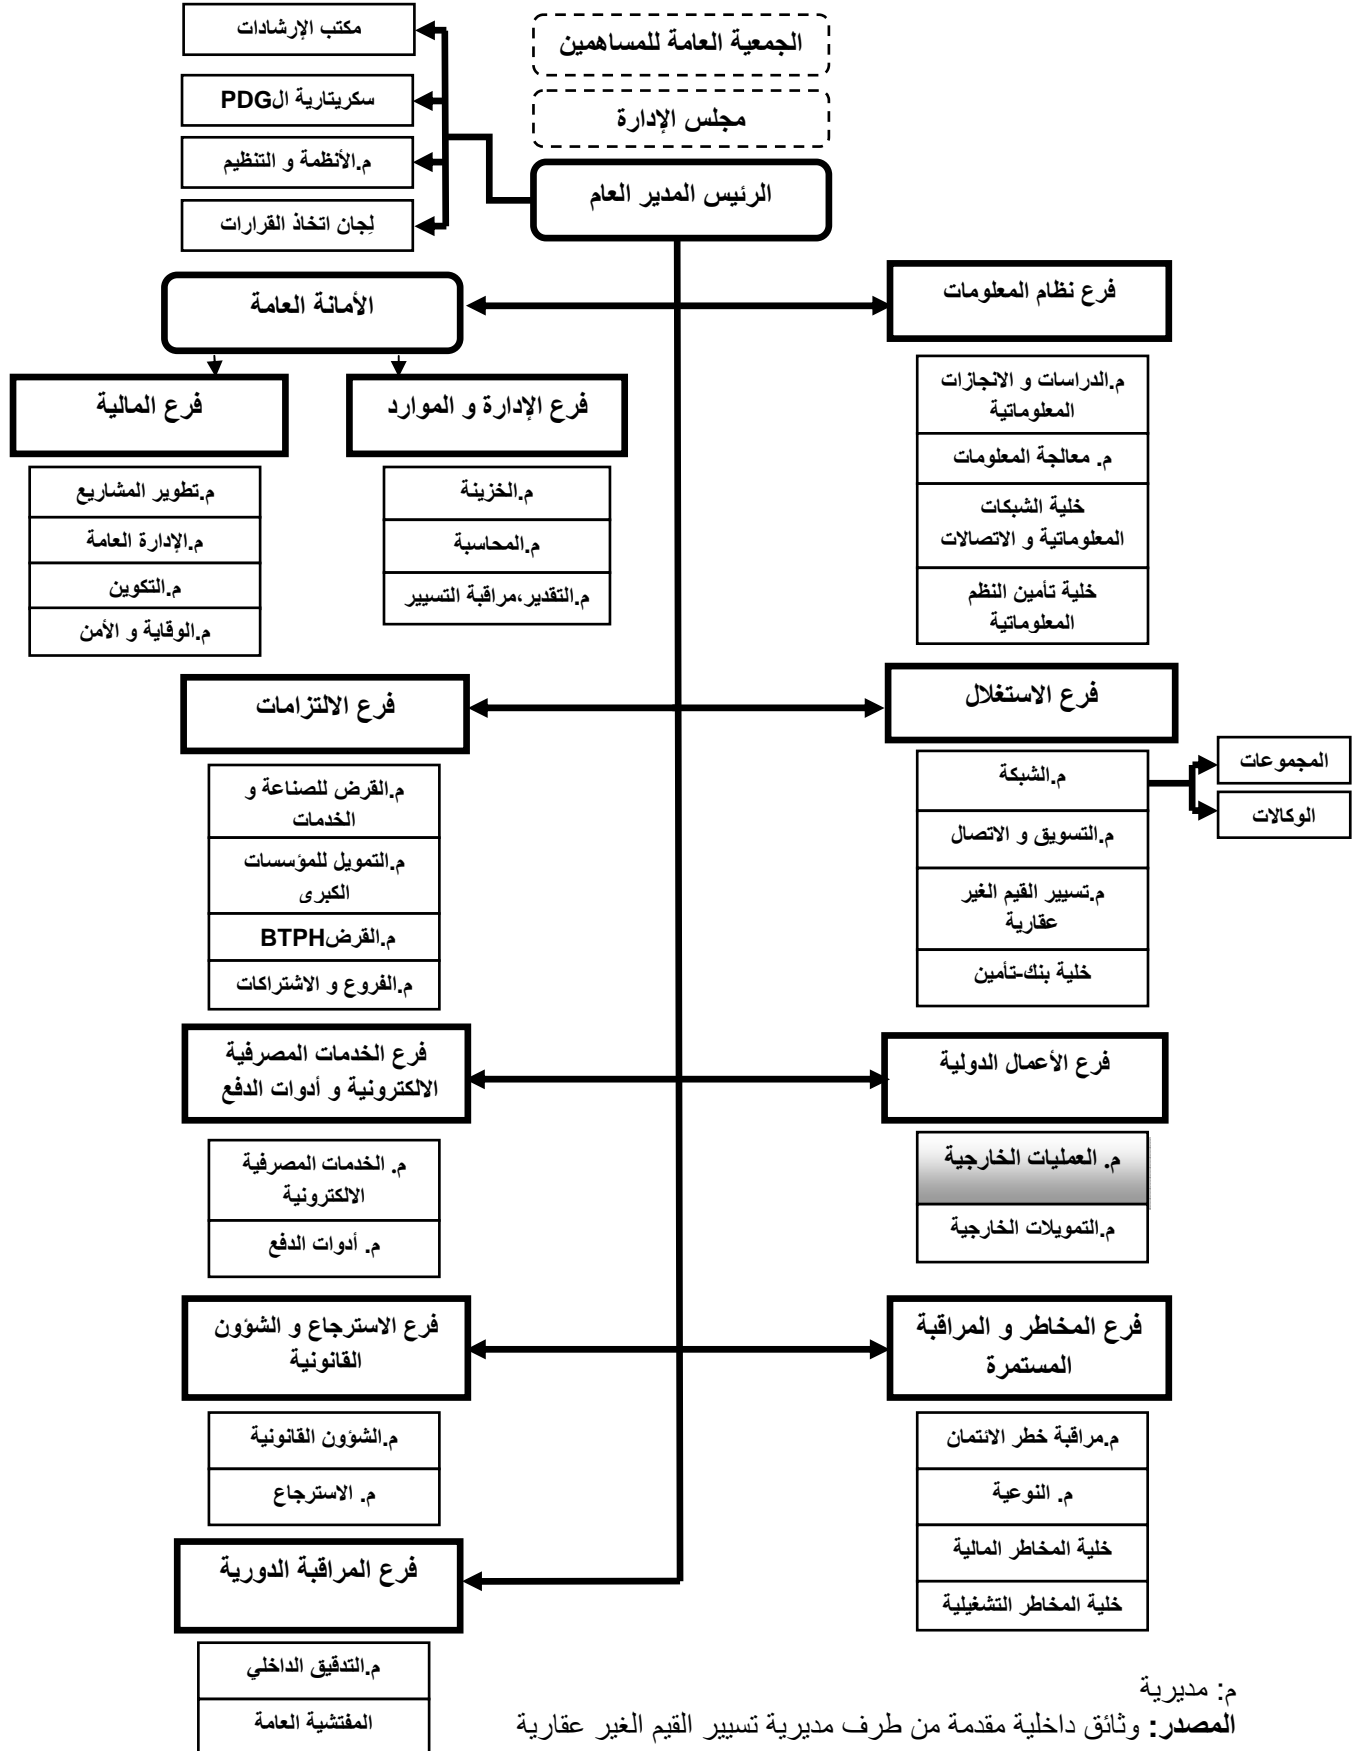 الجمعية العامة للمساهمين
مجلس الإدارة
الرئيس المدير العام
مكتب الإرشادات
سكريتارية الPDG
م.الأنظمة و التنظيم
لِجان اتخاذ القرارات
فرع نظام المعلومات
م.الدراسات و الانجازات
المعلوماتية
م. معالجة المعلومات
خلية الشبكات
المعلوماتية و الاتصالات
خلية تأمين النظم
المعلوماتية
الأمانة العامة
فرع الإدارة و الموارد
م.الخزينة
م.المحاسبة
م.التقدير،مراقبة التسيير
فرع المالية
م.تطوير المشاريع
م.الإدارة العامة
م.التكوين
م.الوقاية و الأمن
فرع الاستغلال
م.الشبكة
المجموعات
الوكالات
م.التسويق و الاتصال
م.تسيير القيم الغير
عقارية
خلية بنك-تأمين
فرع الالتزامات
م.القرض للصناعة و
الخدمات
م.التمويل للمؤسسات
الكبرى
م.القرضBTPH
م.الفروع و الاشتراكات
فرع الأعمال الدولية
م. العمليات الخارجية
م.التمويلات الخارجية
فرع الخدمات المصرفية
الالكترونية و أدوات الدفع
م. الخدمات المصرفية
الالكترونية
م. أدوات الدفع
فرع المخاطر و المراقبة
المستمرة
م.مراقبة خطر الائتمان
م. النوعية
خلية المخاطر المالية
خلية المخاطر التشغيلية
فرع الاسترجاع و الشؤون
القانونية
م.الشؤون القانونية
م. الاسترجاع
فرع المراقبة الدورية
م.التدقيق الداخلي
المفتشية العامة
م: مديرية
المصدر: وثائق داخلية مقدمة من طرف مديرية تسيير القيم الغير عقارية